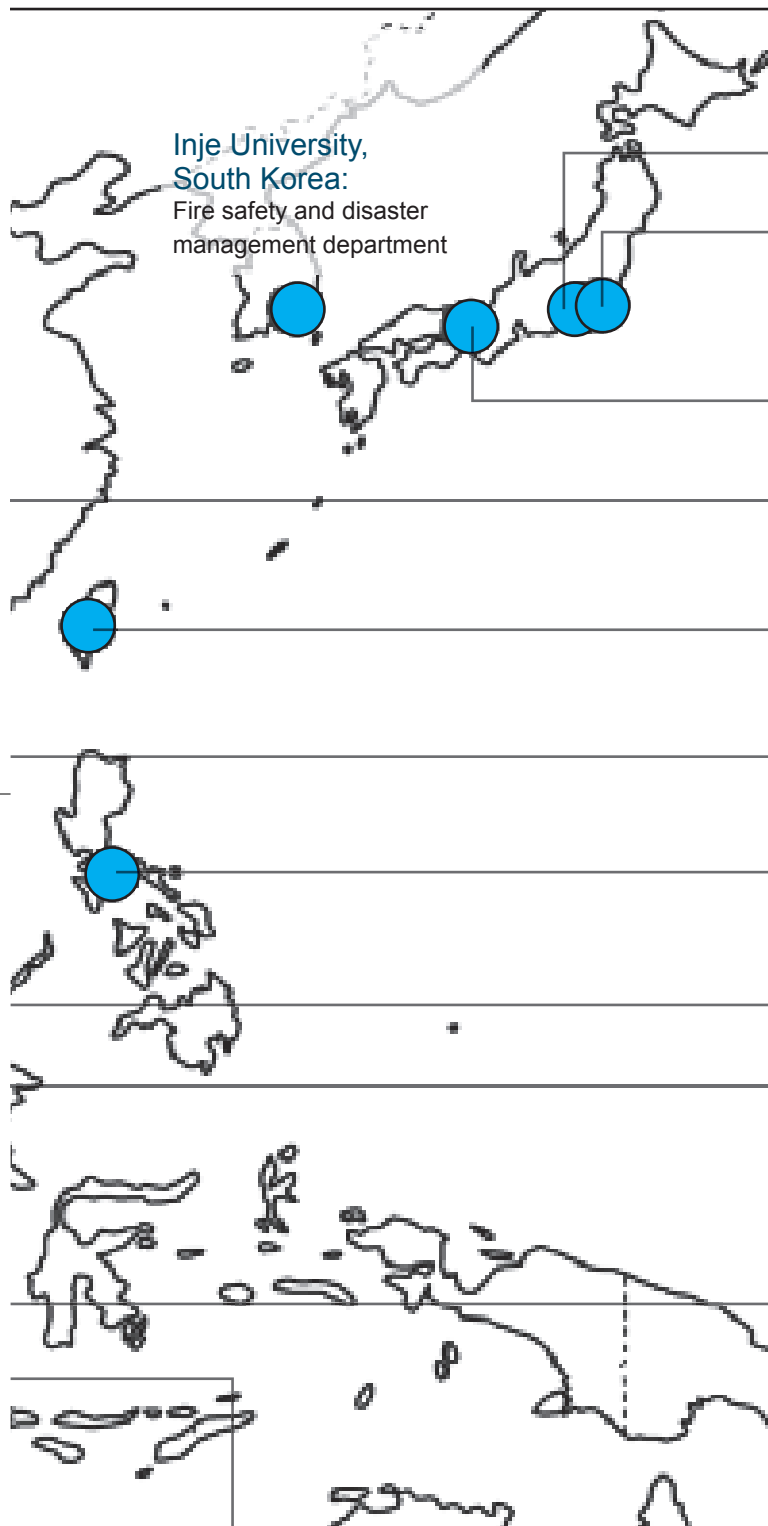 Inje University,
South Korea:
Fire safety and disaster
management department